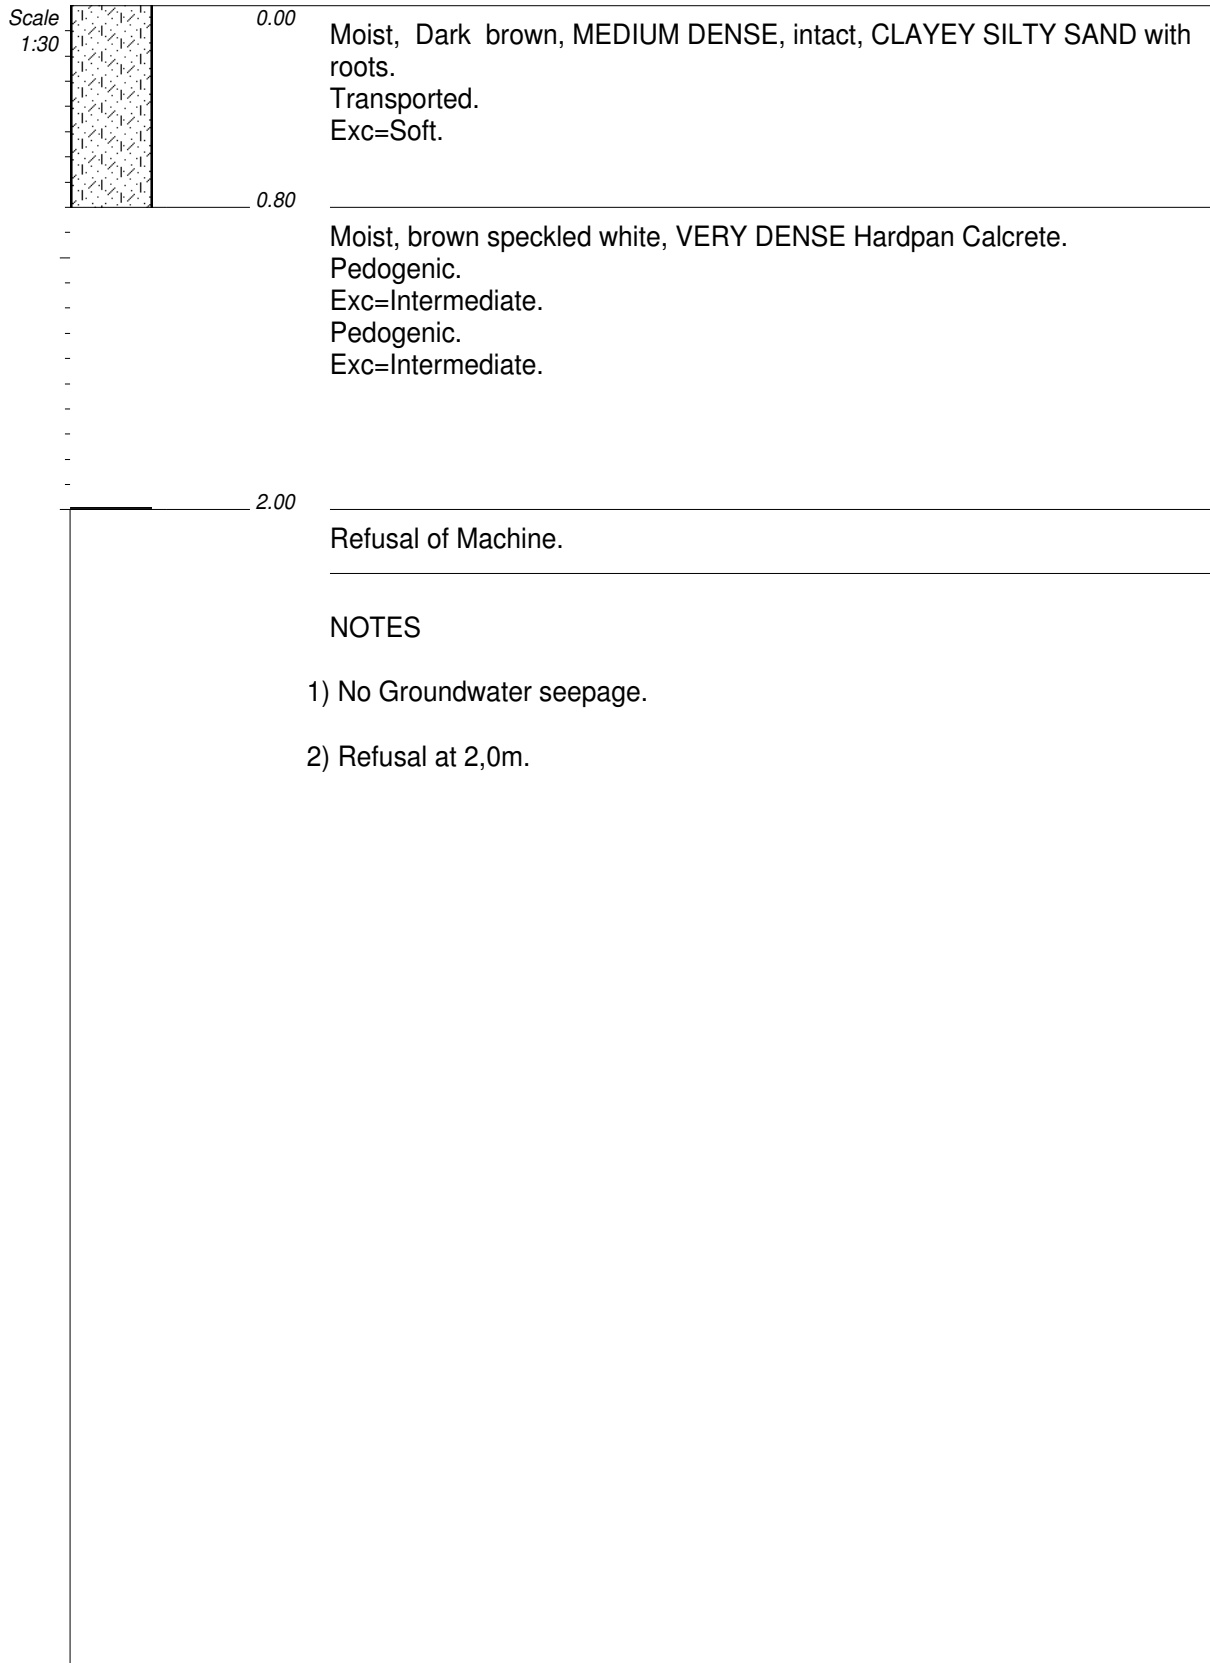 Scale
1:30
0.00
Moist,  Dark  brown, MEDIUM DENSE, intact, CLAYEY SILTY SAND with
roots.
Transported.
Exc=Soft.
0.80
Moist, brown speckled white, VERY DENSE Hardpan Calcrete.
Pedogenic.
Exc=Intermediate.
Pedogenic.
Exc=Intermediate.
2.00
Refusal of Machine.
NOTES
1) No Groundwater seepage.
2) Refusal at 2,0m.